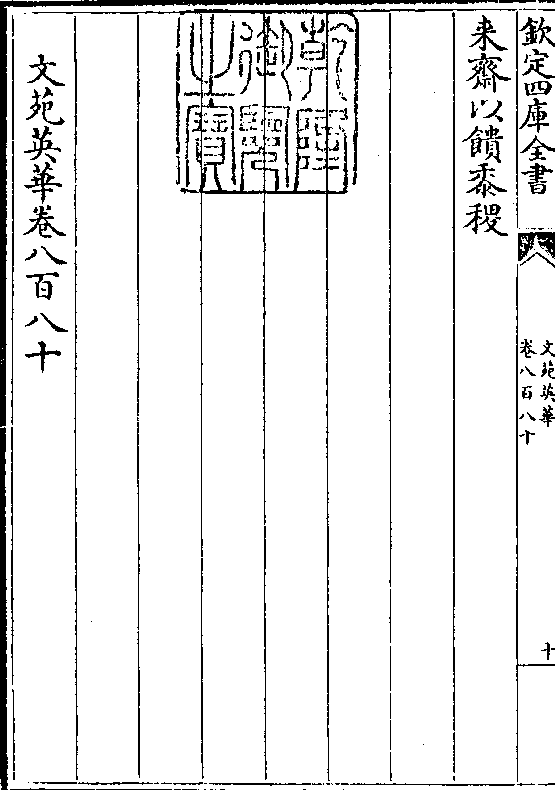 欽定四庫全書
文苑英華
卷八百八十
十
来齋以饋黍稷
乾隆御覽之寶
文苑英華卷八百八十